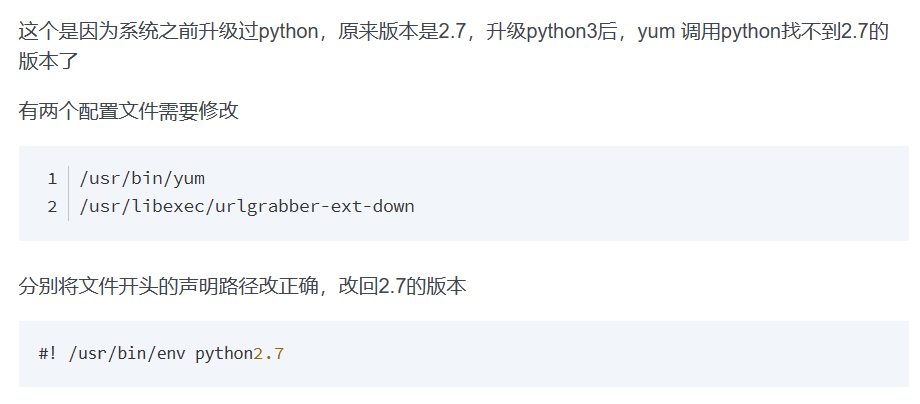 这个是因为系统之前升级过python，原来版本是2.7，升级python3后，yum 调用python找不到2.7的
版本了
有两个配置文件需要修改
1 /usr/bin/yum
2 /usr/libexec/urlgrabber-ext-down
分别将文件开头的声明路径改正确，改回2.7的版本
#! /usr/bin/env python2.7